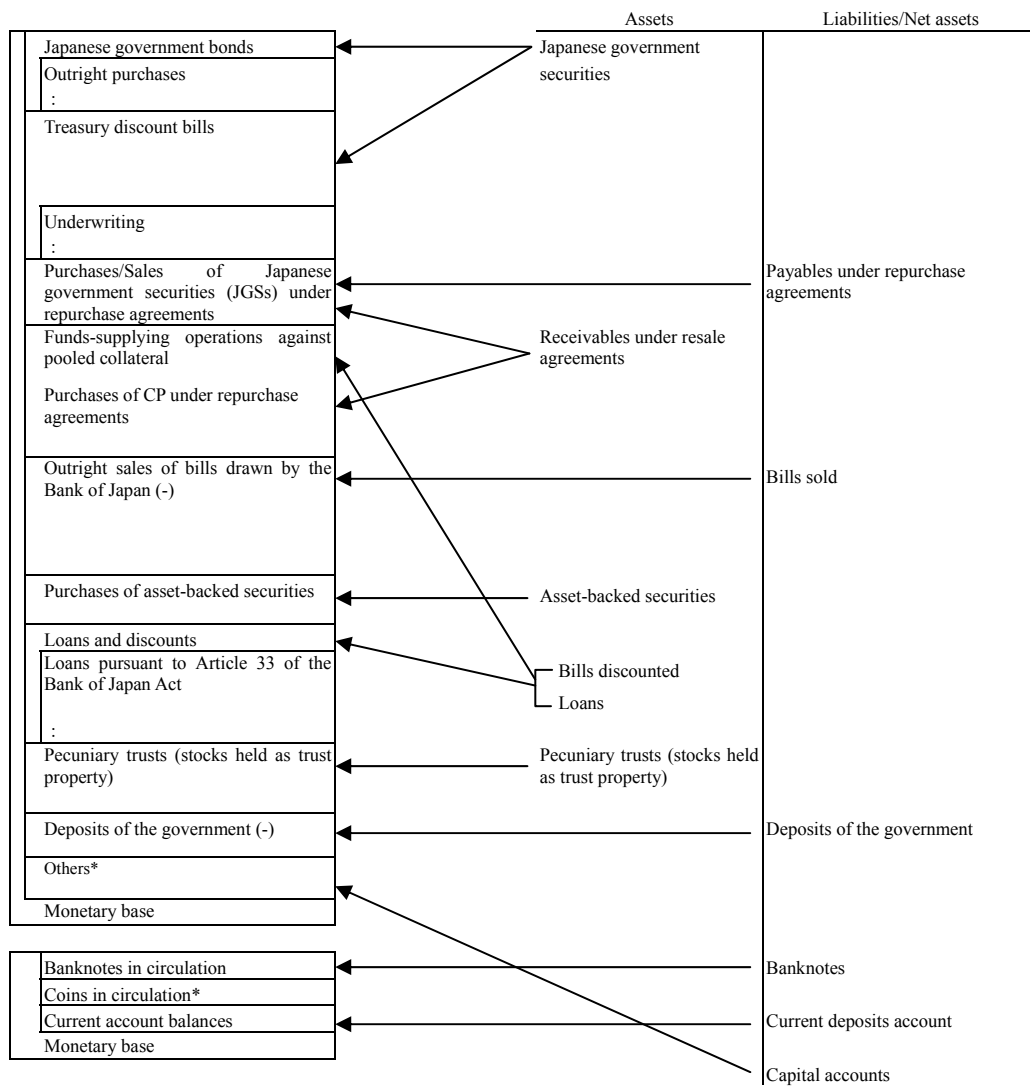 Assets
Liabilities/Net assets
Japanese government bonds
Outright purchases
:
Treasury discount bills
Underwriting
:
Purchases/Sales of Japanese
government securities (JGSs) under
repurchase agreements
Funds-supplying operations against
pooled collateral
Purchases of CP under repurchase
agreements
Outright sales of bills drawn by the
Bank of Japan (-)
Purchases of asset-backed securities
Loans and discounts
Loans pursuant to Article 33 of the
Bank of Japan Act
:
Pecuniary trusts (stocks held as trust
property)
Deposits of the government (-)
Others*
Monetary base
Banknotes in circulation
Coins in circulation*
Current account balances
Monetary base
Japanese government
securities
Receivables under resale
agreements
Asset-backed securities
Bills discounted
Loans
Pecuniary trusts (stocks held
as trust property)
Payables under repurchase
agreements
Bills sold
Deposits of the government
Banknotes
Current deposits account
Capital accounts